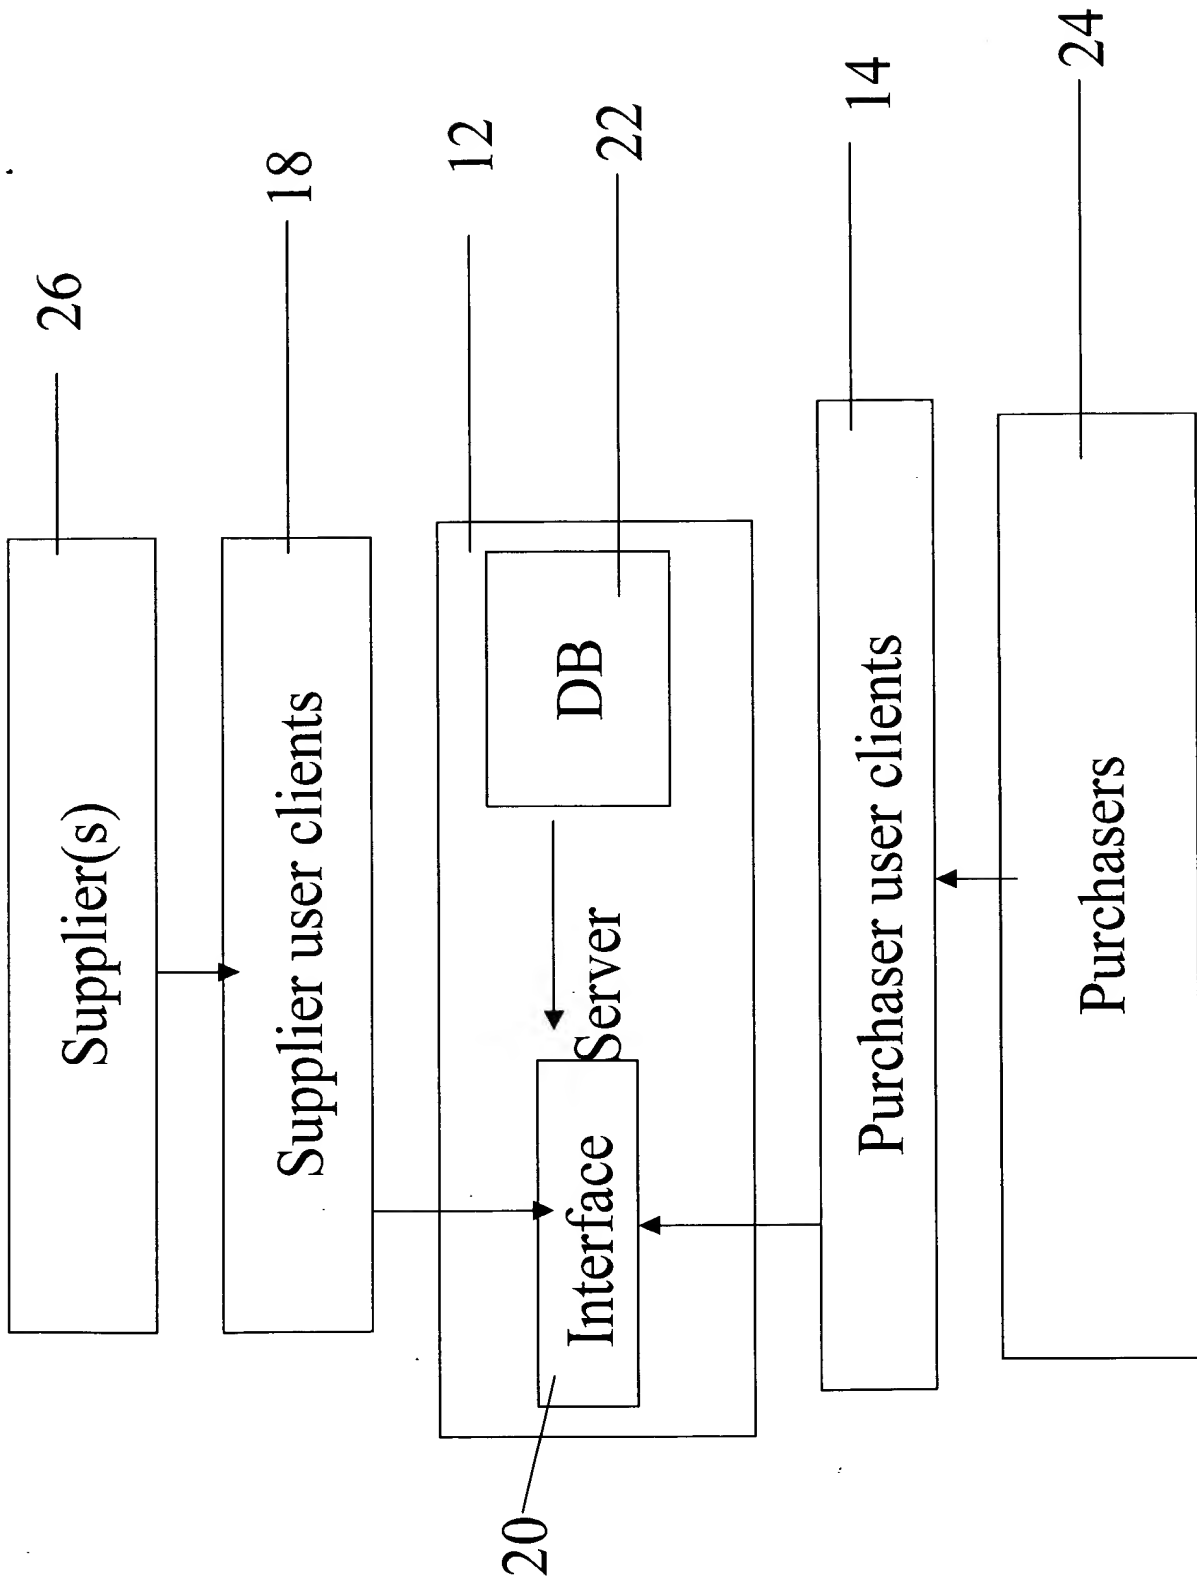 Supplier(s)
26
Supplier user clients
18
12
DB
22
Server
Interface
20
Purchaser user clients
14
Purchasers
24